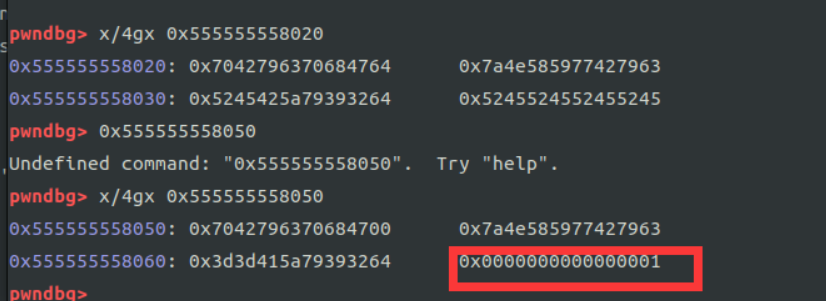 pwndbg> x/4gx 0x555555558020
0x555555558020: 0x7042796370684764 0x7a4e585977427963
0x555555558030: 0x5245425a79393264 0x5245524552455245
pwndbg> 0x555555558050
Undefined command: "0x555555558050". Try "help".
pwndbg> x/4gx 0x555555558050
0x555555558050: 0x7042796370684700 0x7a4e585977427963
0x555555558060: 0x3d3d415a79393264 0x0000000000000001
pwndbg>